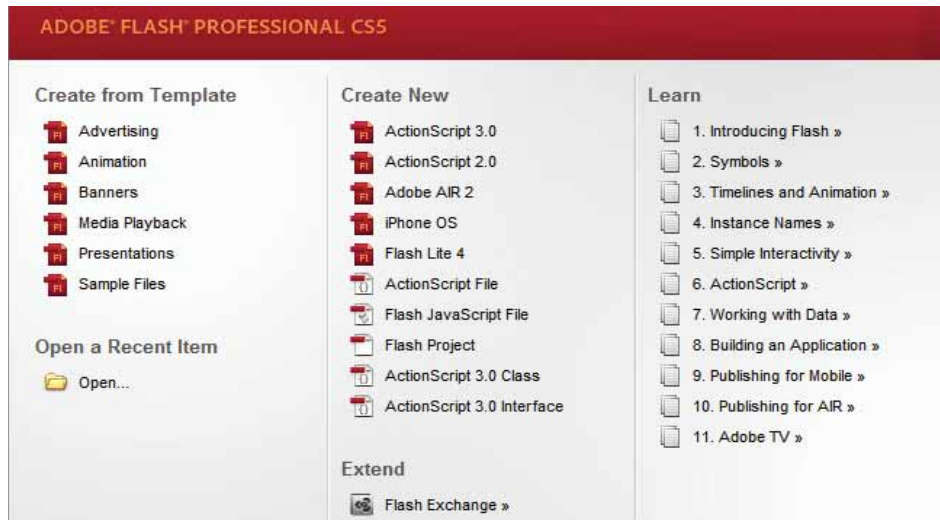 ADOBE® FLASH® PROFESSIONAL CS5
Create from Template
Advertising
Animation
Banners
Media Playback
Presentations
Sample Files
Open a Recent Item
Open...
Create New
ActionScript 3.0
ActionScript 2.0
Adobe AIR 2
iPhone OS
Flash Lite 4
ActionScript File
Flash JavaScript File
Flash Project
ActionScript 3.0 Class
ActionScript 3.0 Interface
Extend
Flash Exchange »
Learn
1. Introducing Flash »
2. Symbols »
3. Timelines and Animation »
4. Instance Names »
5. Simple Interactivity »
6. ActionScript »
7. Working with Data »
8. Building an Application »
9. Publishing for Mobile »
10. Publishing for AIR »
11. Adobe TV »